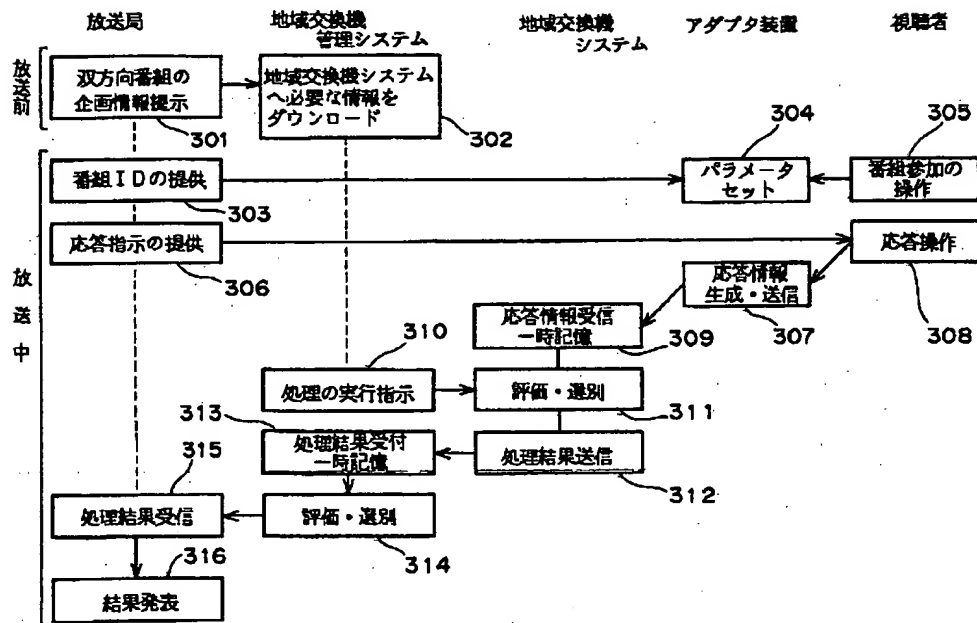 放送局
地域交換機
管理システム
地域交換機
システム
アダプタ装置
視聴者
放送前
双方向番組の
企画情報提示
301
地域交換機システム
へ必要な情報を
ダウンロード
302
304
305
放送中
番組IDの提供
303
パラメータ
セット
番組参加の
操作
応答指示の提供
306
応答操作
308
応答情報
生成・送信
307
応答情報受信
一時記憶
309
310
処理の実行指示
評価・選別
311
313
処理結果受付
一時記憶
処理結果送信
312
315
処理結果受信
評価・選別
314
316
結果発表